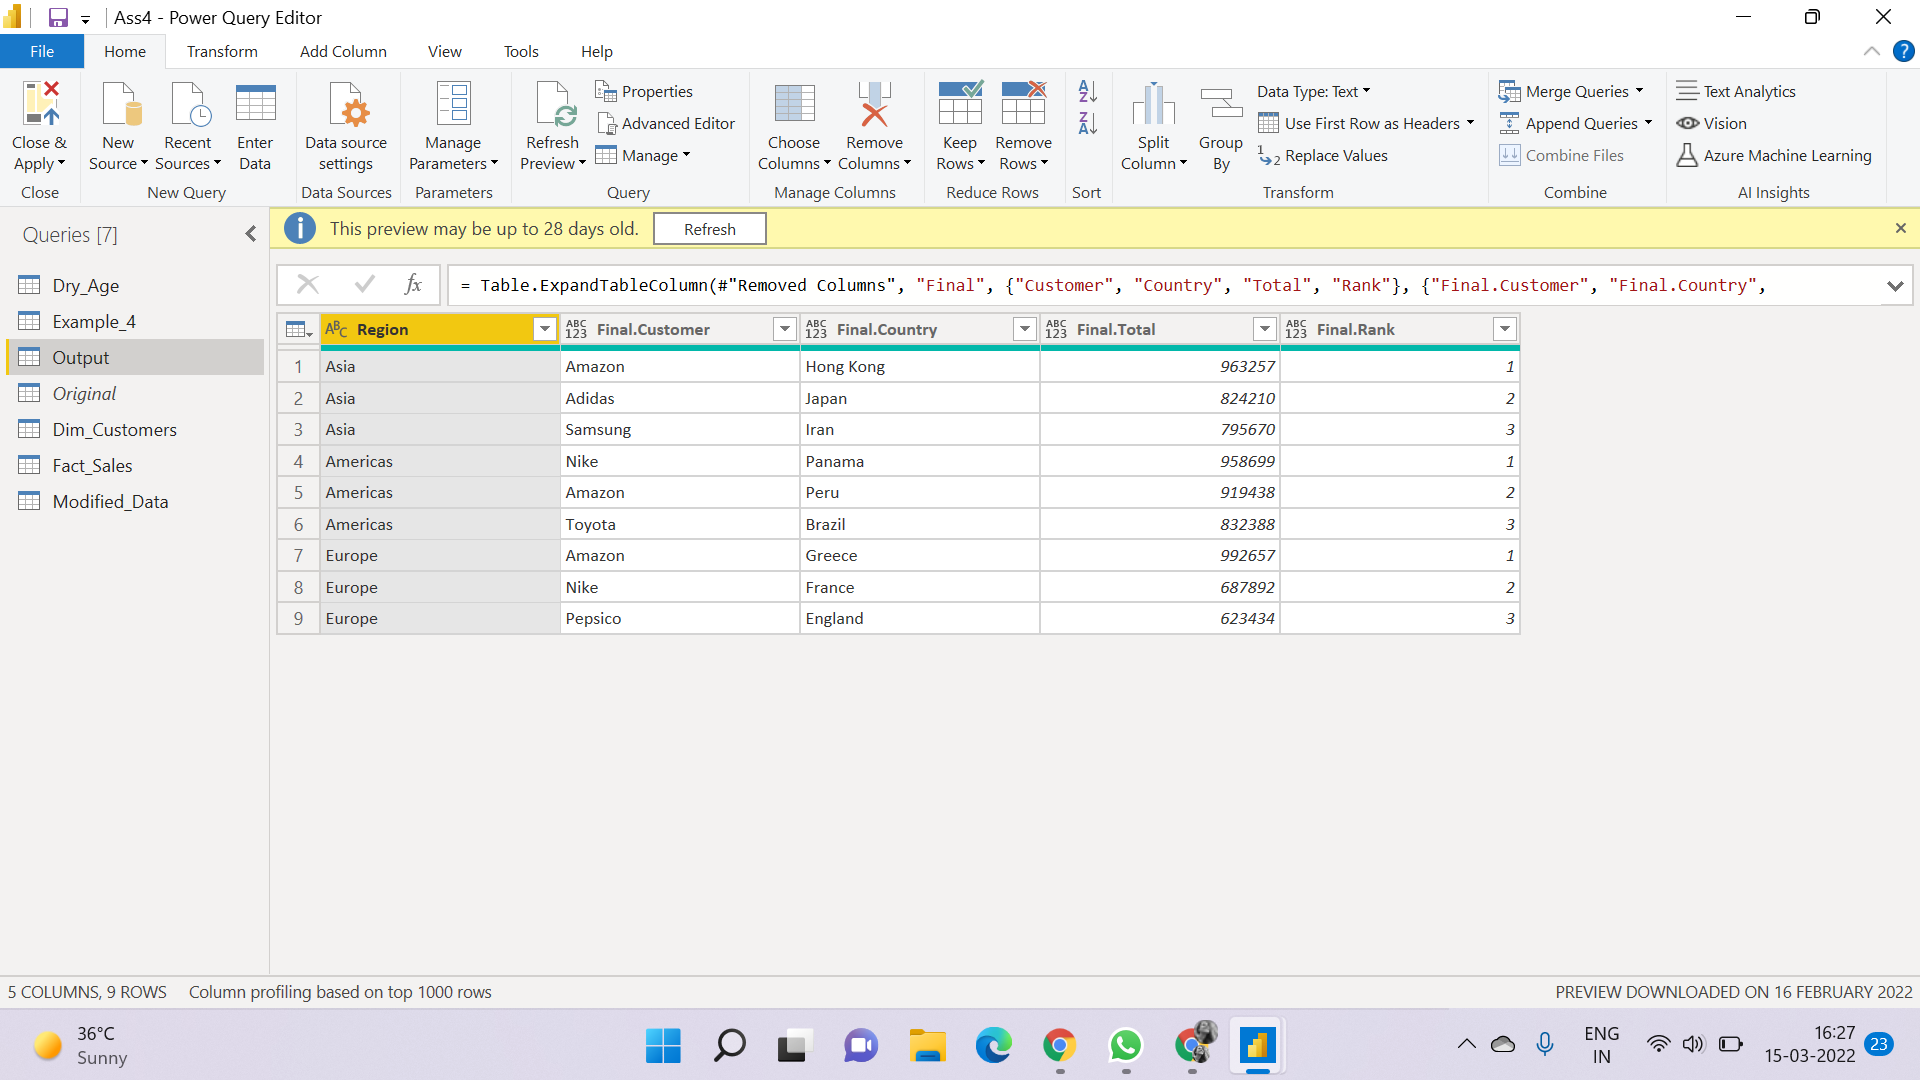 Ass4 - Power Query Editor
File Home Transform Add Column View Tools Help
Close & Apply
New Source
Recent Sources
Enter Data
Data source settings
Manage Parameters
Refresh Preview
Properties
Advanced Editor
Manage
Choose Columns
Remove Columns
Keep Rows
Remove Rows
Split Column
Group By
Data Type: Text
Use First Row as Headers
Replace Values
Merge Queries
Append Queries
Combine Files
Text Analytics
Vision
Azure Machine Learning
Close New Query Data Sources Parameters Query Manage Columns Reduce Rows Sort Transform Combine AI Insights
Queries [7]
This preview may be up to 28 days old. Refresh
Dry_Age
Example_4
Output
Original
Dim_Customers
Fact_Sales
Modified_Data
fx = Table.ExpandTableColumn(#"Removed Columns", "Final", {"Customer", "Country", "Total", "Rank"}, {"Final.Customer", "Final.Country",
ABC Region ABC 123 Final.Customer ABC 123 Final.Country ABC 123 Final.Total ABC 123 Final.Rank
1 Asia Amazon Hong Kong 963257 1
2 Asia Adidas Japan 824210 2
3 Asia Samsung Iran 795670 3
4 Americas Nike Panama 958699 1
5 Americas Amazon Peru 919438 2
6 Americas Toyota Brazil 832388 3
7 Europe Amazon Greece 992657 1
8 Europe Nike France 687892 2
9 Europe Pepsico England 623434 3
5 COLUMNS, 9 ROWS Column profiling based on top 1000 rows PREVIEW DOWNLOADED ON 16 FEBRUARY 2022
36°C
Sunny
ENG
IN
16:27
15-03-2022
23